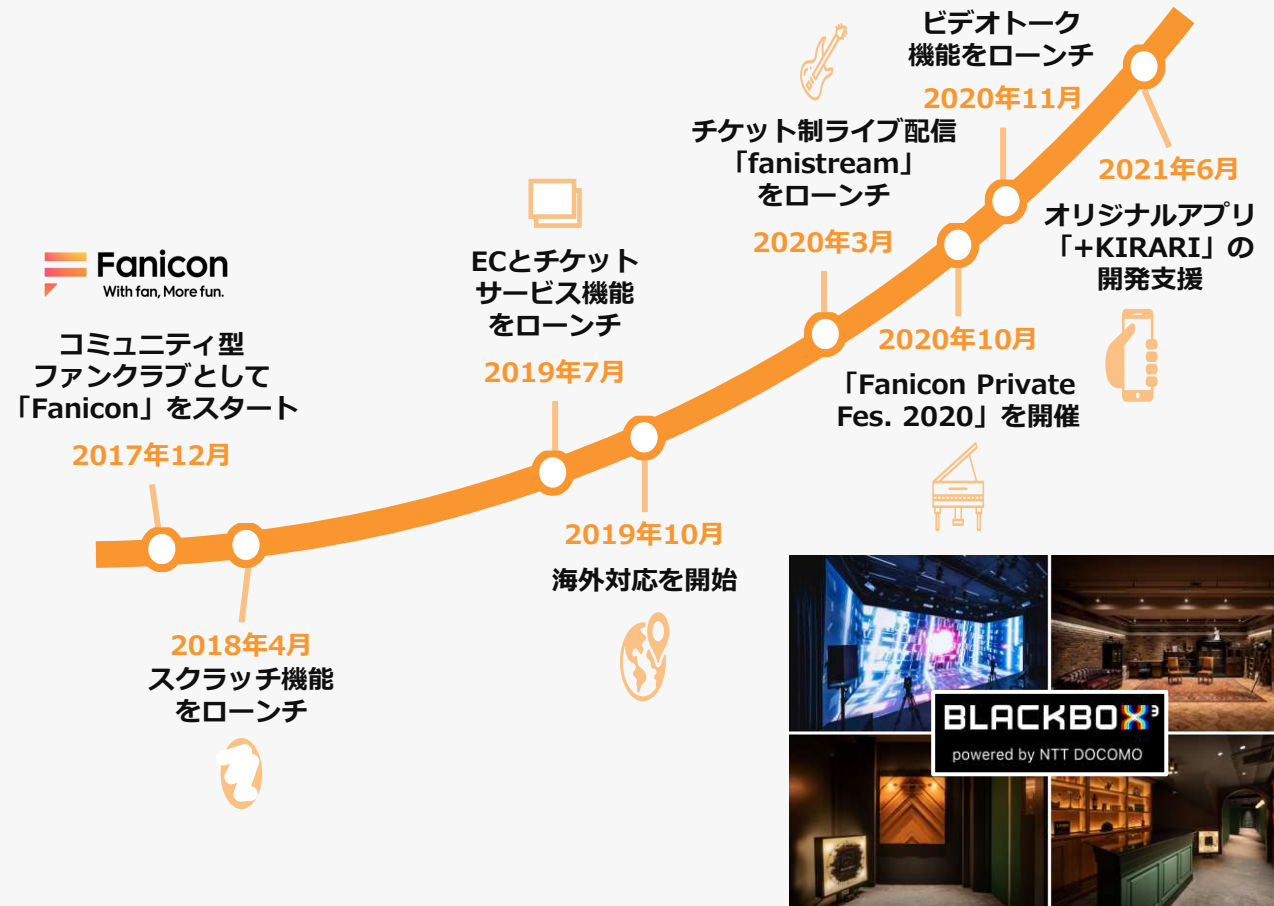 Fanicon
With fan, More fun.
コミュニティ型
ファンクラブとして
「Fanicon」をスタート
2017年12月
2018年4月
スクラッチ機能
をローンチ
ECとチケット
サービス機能
をローンチ
2019年7月
2019年10月
海外対応を開始
チケット制ライブ配信
「fanistream」
をローンチ
2020年3月
2020年10月
「Fanicon Private
Fes. 2020」を開催
ビデオトーク
機能をローンチ
2020年11月
2021年6月
オリジナルアプリ
「+KIRARI」の
開発支援
BLACKBOX³
powered by NTT DOCOMO